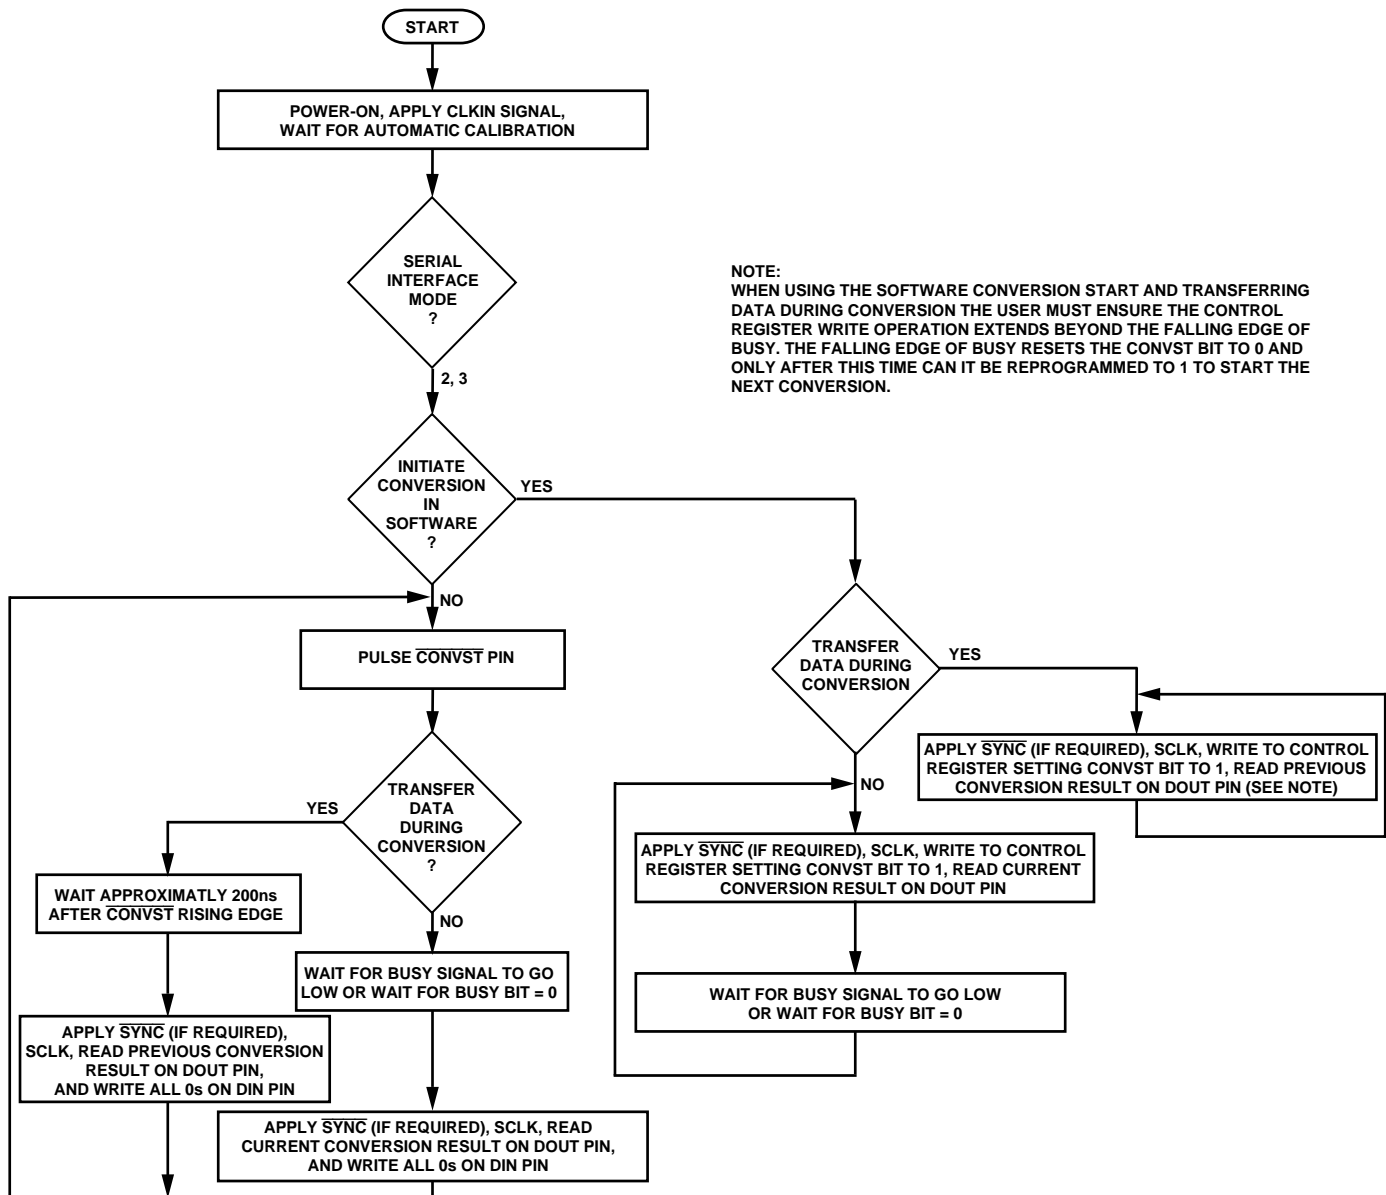 START
POWER-ON, APPLY CLKIN SIGNAL,
WAIT FOR AUTOMATIC CALIBRATION
SERIAL
INTERFACE
MODE
?
2, 3
NOTE:
WHEN USING THE SOFTWARE CONVERSION START AND TRANSFERRING
DATA DURING CONVERSION THE USER MUST ENSURE THE CONTROL
REGISTER WRITE OPERATION EXTENDS BEYOND THE FALLING EDGE OF
BUSY. THE FALLING EDGE OF BUSY RESETS THE CONVST BIT TO 0 AND
ONLY AFTER THIS TIME CAN IT BE REPROGRAMMED TO 1 TO START THE
NEXT CONVERSION.
INITIATE
CONVERSION
IN
SOFTWARE
?
YES
NO
PULSE CONVST PIN
TRANSFER
DATA DURING
CONVERSION
YES
APPLY SYNC (IF REQUIRED), SCLK, WRITE TO CONTROL
REGISTER SETTING CONVST BIT TO 1, READ PREVIOUS
CONVERSION RESULT ON DOUT PIN (SEE NOTE)
NO
APPLY SYNC (IF REQUIRED), SCLK, WRITE TO CONTROL
REGISTER SETTING CONVST BIT TO 1, READ CURRENT
CONVERSION RESULT ON DOUT PIN
WAIT FOR BUSY SIGNAL TO GO LOW
OR WAIT FOR BUSY BIT = 0
TRANSFER
DATA
DURING
CONVERSION
?
YES
WAIT APPROXIMATLY 200ns
AFTER CONVST RISING EDGE
NO
WAIT FOR BUSY SIGNAL TO GO
LOW OR WAIT FOR BUSY BIT = 0
APPLY SYNC (IF REQUIRED),
SCLK, READ PREVIOUS CONVERSION
RESULT ON DOUT PIN,
AND WRITE ALL 0s ON DIN PIN
APPLY SYNC (IF REQUIRED), SCLK, READ
CURRENT CONVERSION RESULT ON DOUT PIN,
AND WRITE ALL 0s ON DIN PIN